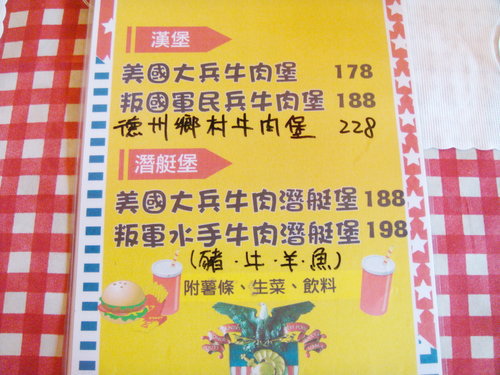 漢堡
美國大兵牛肉堡 178
叛國軍民兵牛肉堡 188
德州鄉村牛肉堡 228
潛艇堡
美國大兵牛肉潛艇堡 188
叛軍水手牛肉潛艇堡 198
(豬．牛．羊．魚)
附薯條、生菜、飲料